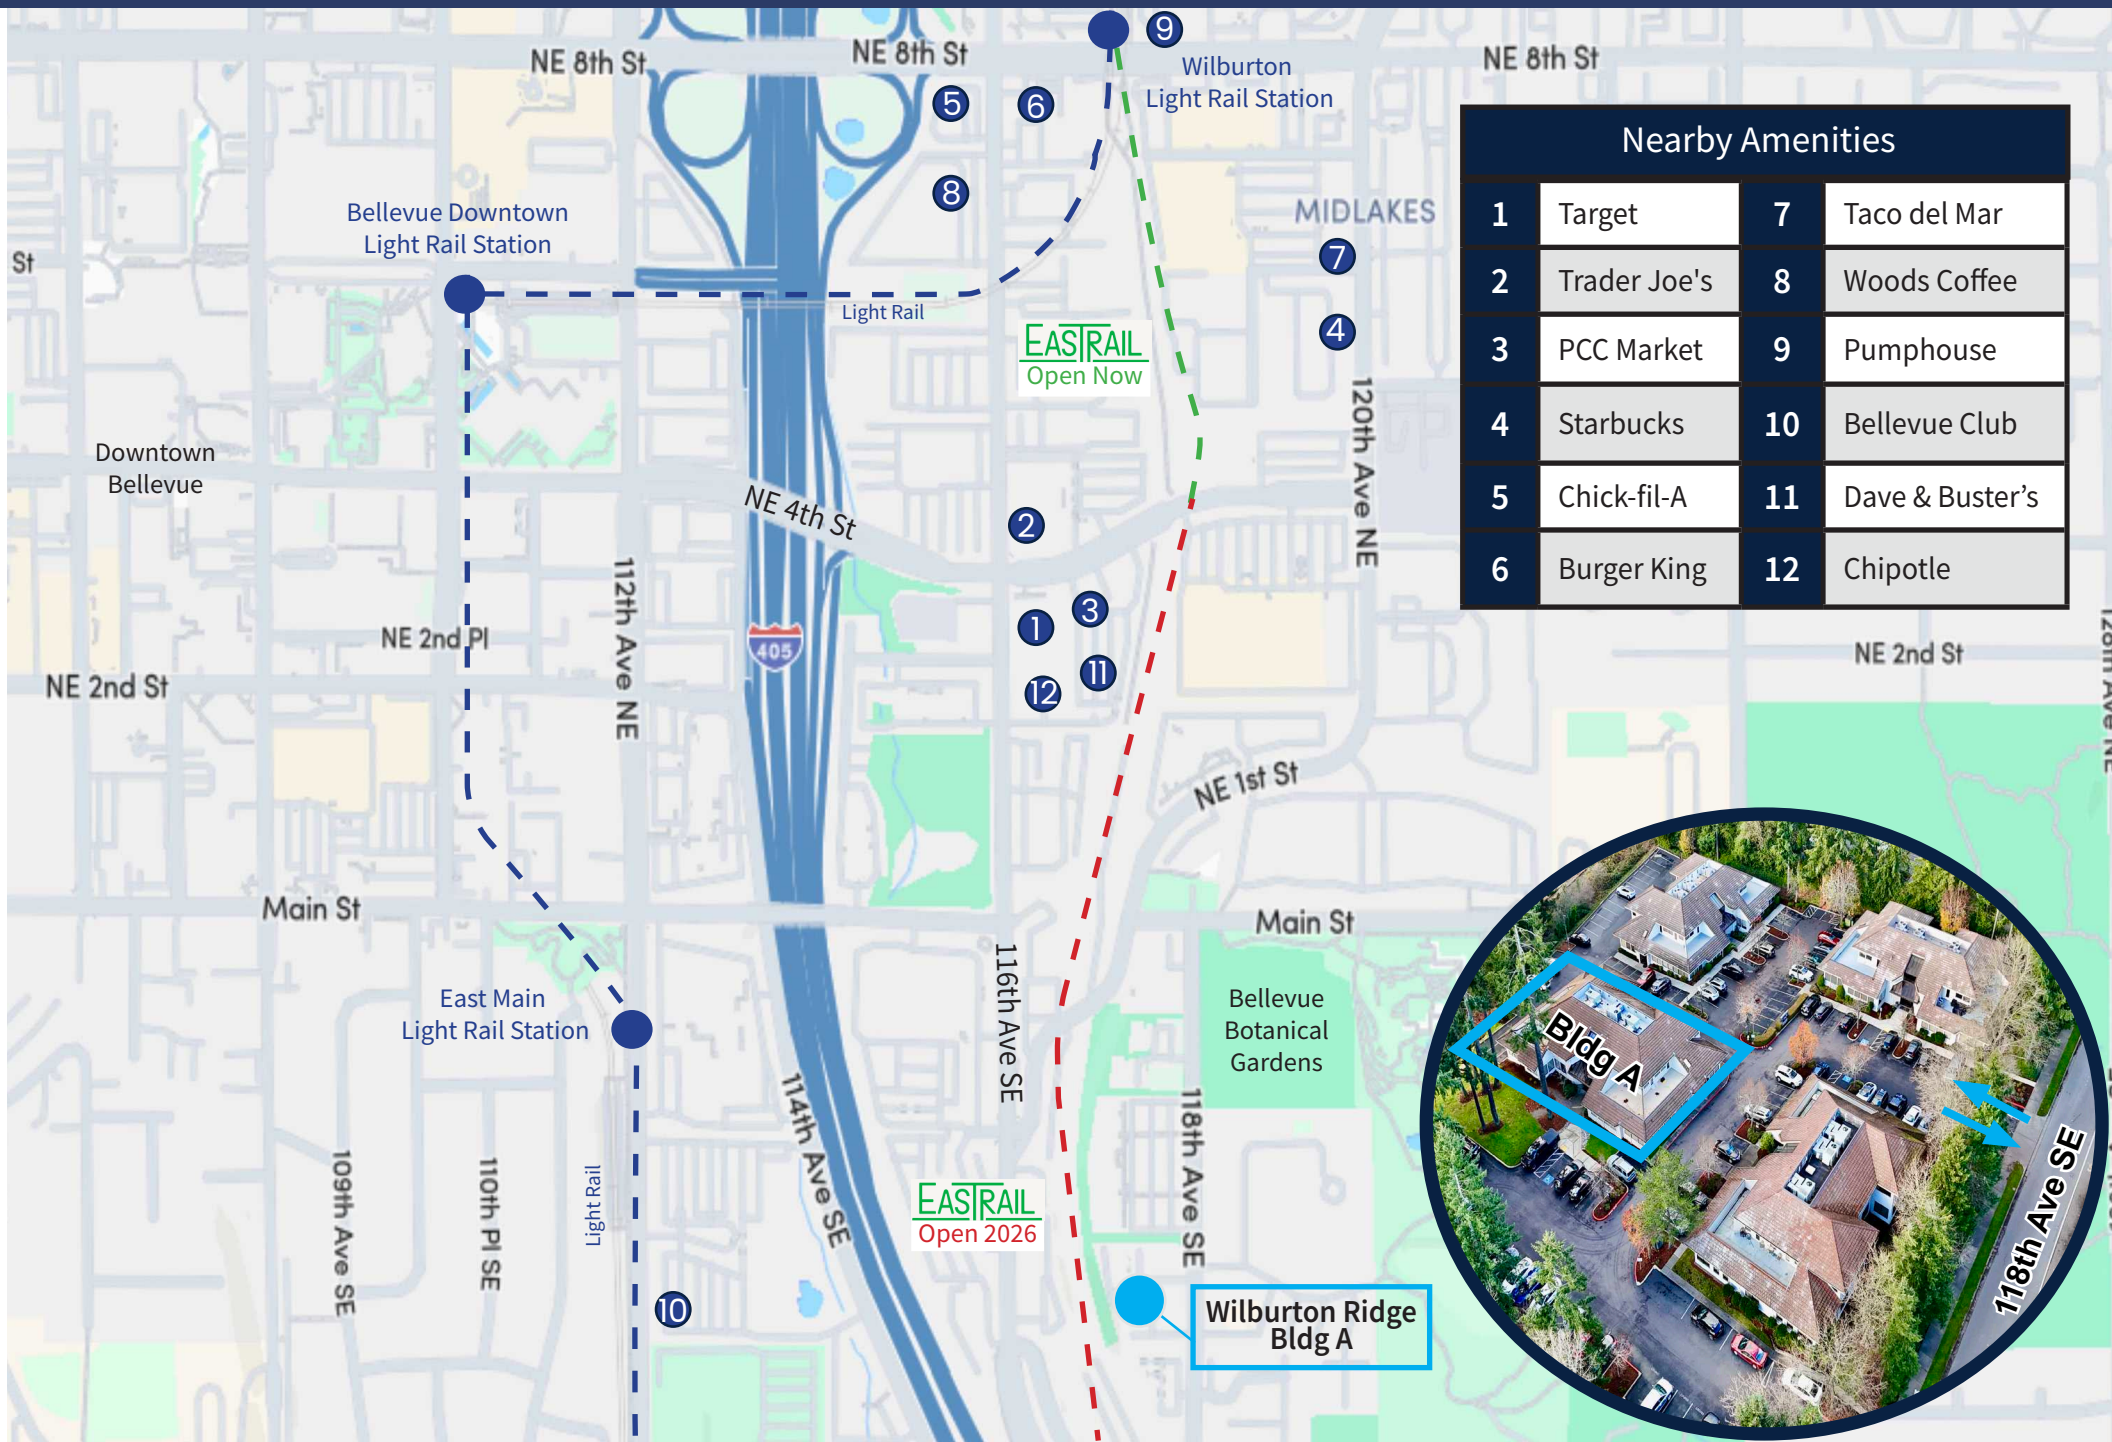 NE 8th St
NE 8th St
9
NE 8th St
Wilburton
Light Rail Station
5
6
8
Bellevue Downtown
Light Rail Station
St
MIDLAKES
7
4
Light Rail
EASTRAIL
Open Now
Nearby Amenities
1 Target 7 Taco del Mar
2 Trader Joe's 8 Woods Coffee
3 PCC Market 9 Pumphouse
4 Starbucks 10 Bellevue Club
5 Chick-fil-A 11 Dave & Buster’s
6 Burger King 12 Chipotle
Downtown
Bellevue
NE 4th St
2
120th Ave NE
112th Ave NE
405
3
1
11
12
NE 2nd Pl
NE 2nd St
NE 2nd St
128th Ave NE
NE 1st St
Main St
Main St
116th Ave SE
East Main
Light Rail Station
Bellevue
Botanical
Gardens
114th Ave SE
118th Ave SE
109th Ave SE
110th Pl SE
Light Rail
EASTRAIL
Open 2026
10
Wilburton Ridge
Bldg A
Bldg A
118th Ave SE